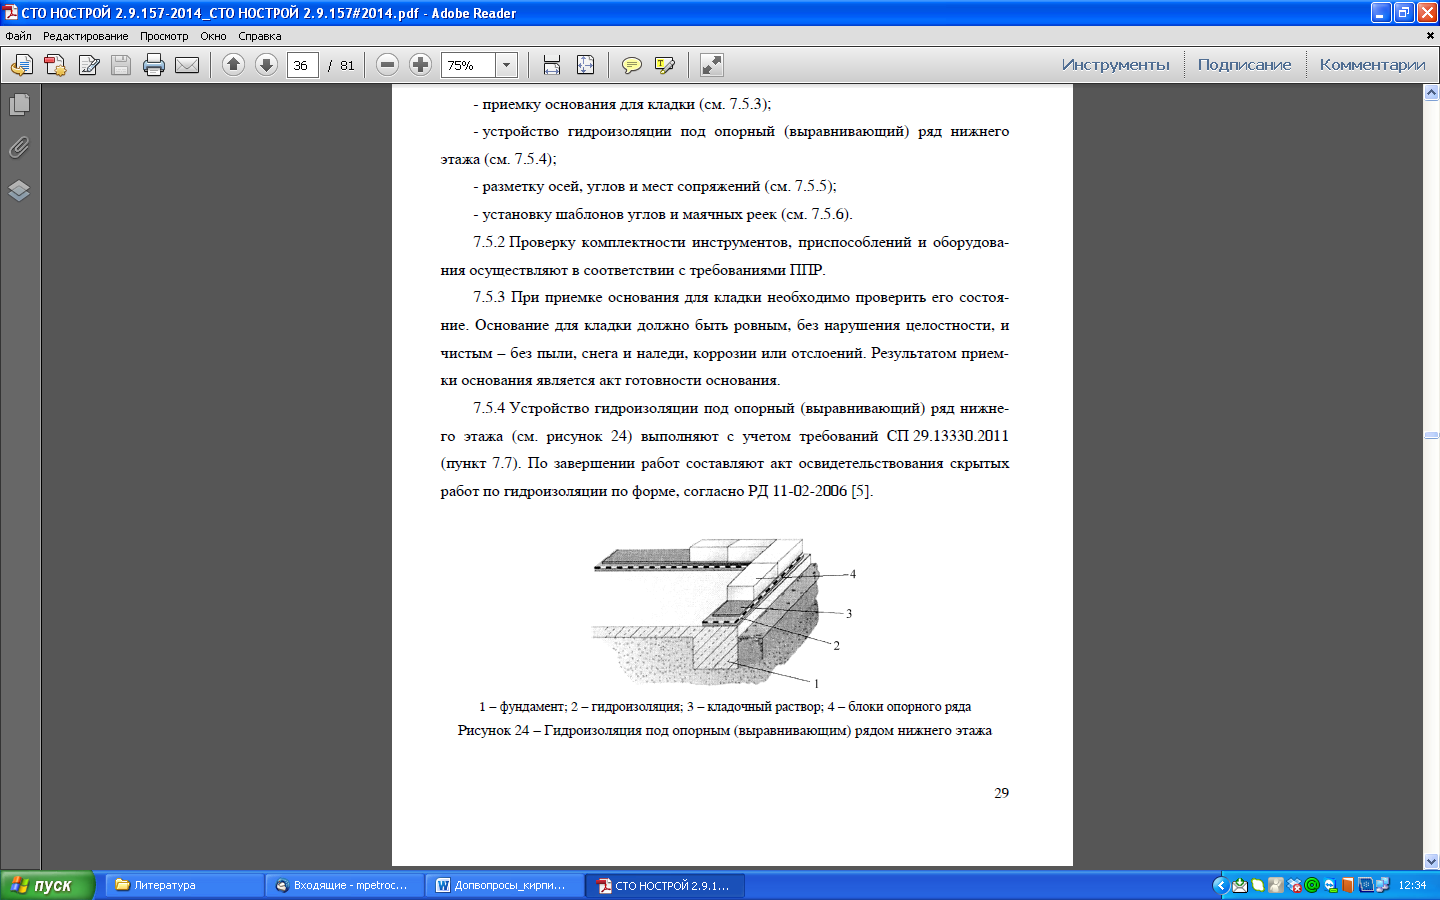 СТО НОСТРОЙ 2.9.157-2014_СТО НОСТРОЙ 2.9.157#2014.pdf - Adobe Reader
Файл Редактирование Просмотр Окно Справка
36 / 81 75% Инструменты Подписание Комментарии
- приемку основания для кладки (см. 7.5.3);
- устройство гидроизоляции под опорный (выравнивающий) ряд нижнего
этажа (см. 7.5.4);
- разметку осей, углов и мест сопряжений (см. 7.5.5);
- установку шаблонов углов и маячных реек (см. 7.5.6).
7.5.2 Проверку комплектности инструментов, приспособлений и оборудова-
ния осуществляют в соответствии с требованиями ППР.
7.5.3 При приемке основания для кладки необходимо проверить его состоя-
ние. Основание для кладки должно быть ровным, без нарушения целостности, и
чистым – без пыли, снега и наледи, коррозии или отслоений. Результатом прием-
ки основания является акт готовности основания.
7.5.4 Устройство гидроизоляции под опорный (выравнивающий) ряд нижне-
го этажа (см. рисунок 24) выполняют с учетом требований СП 29.13330.2011
(пункт 7.7). По завершении работ составляют акт освидетельствования скрытых
работ по гидроизоляции по форме, согласно РД 11-02-2006 [5].
4
3
2
1
1 – фундамент; 2 – гидроизоляция; 3 – кладочный раствор; 4 – блоки опорного ряда
Рисунок 24 – Гидроизоляция под опорным (выравнивающим) рядом нижнего этажа
29
пуск Литература Входящие - mpetroc... Допвопросы_кирпи... СТО НОСТРОЙ 2.9.1... 12:34